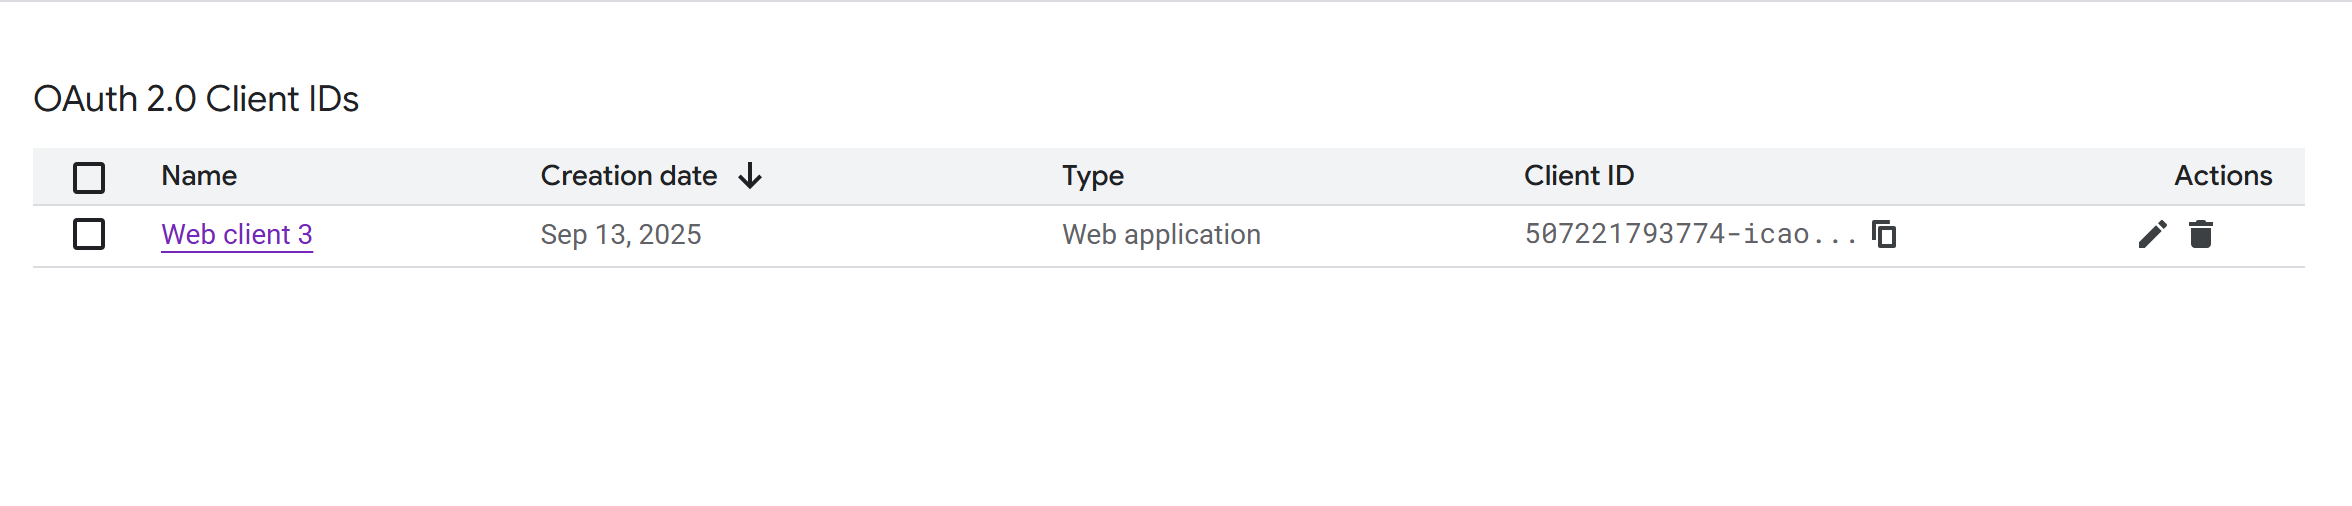 OAuth 2.0 Client IDs
Name Creation date Type Client ID Actions
Web client 3 Sep 13, 2025 Web application 507221793774-icao...